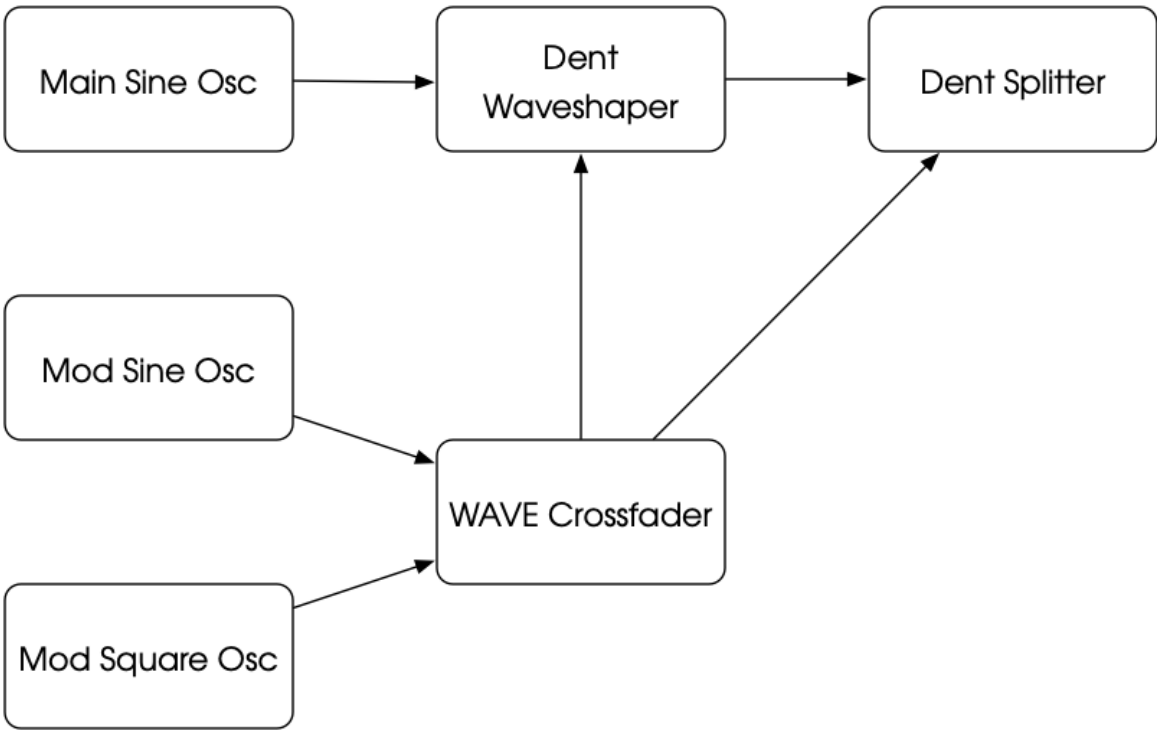 Main Sine Osc
Dent
Waveshaper
Dent Splitter
Mod Sine Osc
WAVE Crossfader
Mod Square Osc